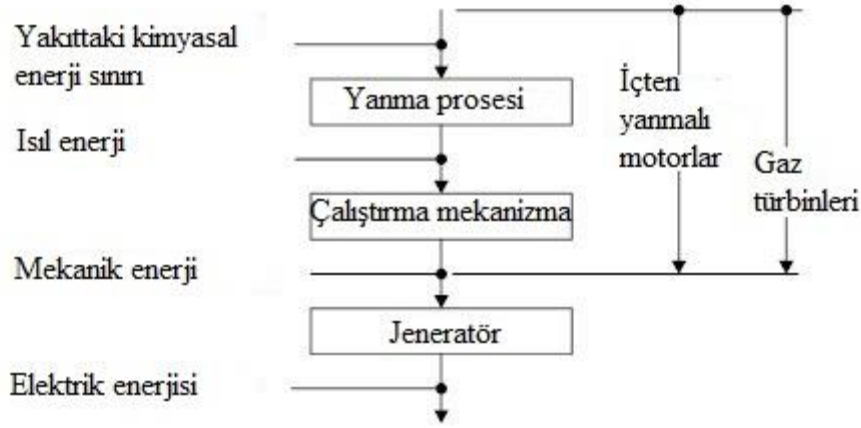 Yakıttaki kimyasal
enerji sınırı
Yanma prosesi
Isıl enerji
Çalıştırma mekanizma
Mekanik enerji
Jeneratör
Elektrik enerjisi
İçten
yanmalı
motorlar
Gaz
türbinleri